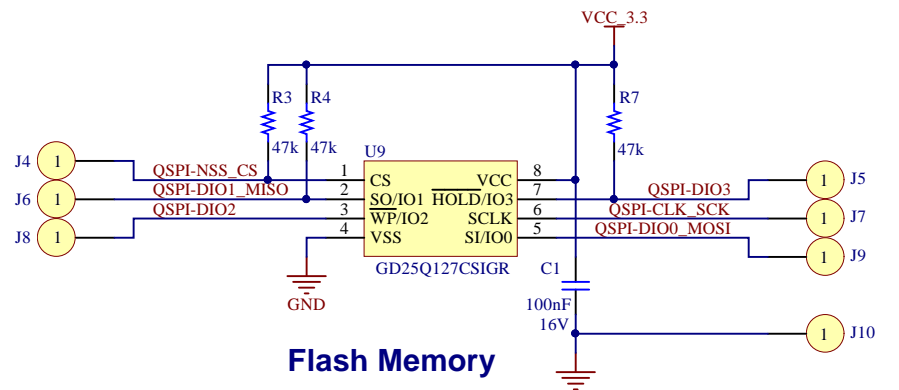 VCC_3.3
R3 R4 R7
47k 47k 47k
U9
J4 1 QSPI-NSS_CS 1 CS VCC 8
J6 1 QSPI-DIO1_MISO 2 SO/IO1 HOLD/IO3 7 QSPI-DIO3 1 J5
J8 1 QSPI-DIO2 3 WP/IO2 SCLK 6 QSPI-CLK_SCK 1 J7
4 VSS SI/IO0 5 QSPI-DIO0_MOSI 1 J9
GD25Q127CSIGR
GND
C1
100nF
16V
1 J10
Flash Memory